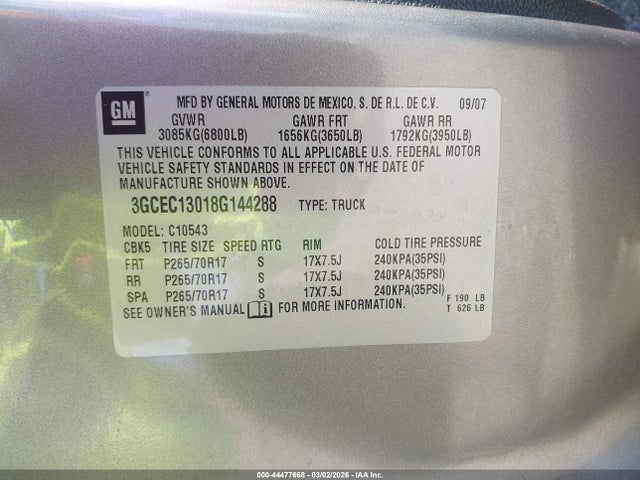 GM ® MFD BY GENERAL MOTORS DE MEXICO, S. DE R.L. DE C.V. 09/07
GVWR GAWR FRT GAWR RR
3085KG(6800LB) 1656KG(3650LB) 1792KG(3950LB)
THIS VEHICLE CONFORMS TO ALL APPLICABLE U.S. FEDERAL MOTOR
VEHICLE SAFETY STANDARDS IN EFFECT ON THE DATE OF
MANUFACTURE SHOWN ABOVE.
3GCEC13018G144288 TYPE: TRUCK
MODEL: C10543
CBK5 TIRE SIZE SPEED RTG RIM COLD TIRE PRESSURE
FRT P265/70R17 S 17X7.5J 240KPA(35PSI)
RR P265/70R17 S 17X7.5J 240KPA(35PSI)
SPA P265/70R17 S 17X7.5J 240KPA(35PSI)
F 190 LB
SEE OWNER'S MANUAL FOR MORE INFORMATION. T 626 LB
000-44477668 - 03/02/2026 - IAA Inc.